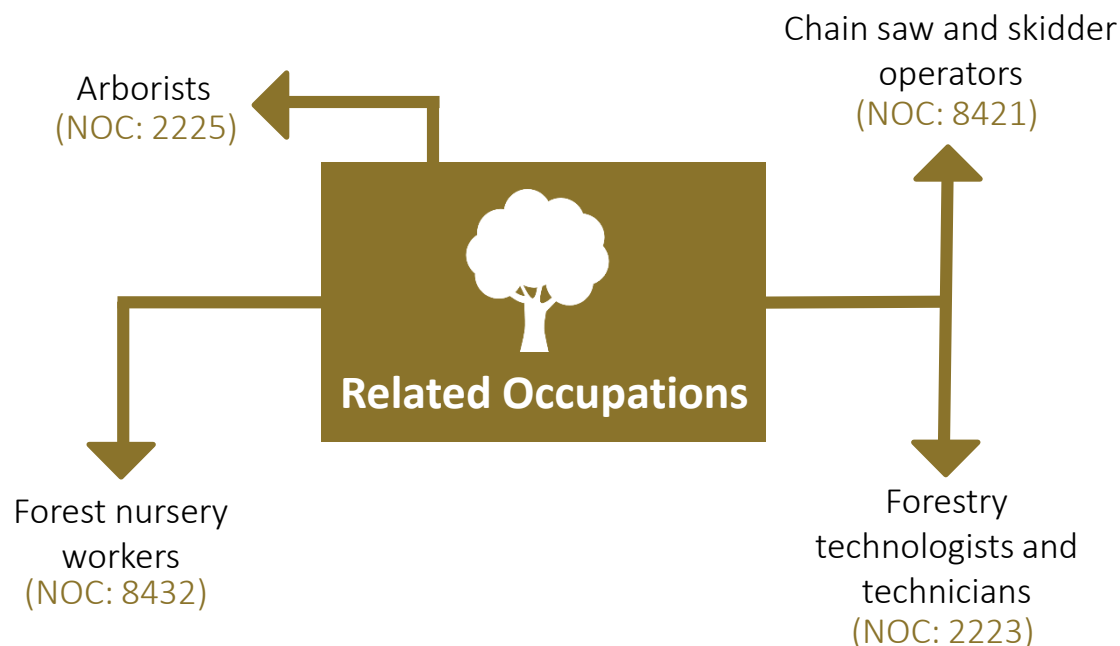 Chain saw and skidder
operators
(NOC: 8421)
Arborists
(NOC: 2225)
Related Occupations
Forest nursery
workers
(NOC: 8432)
Forestry
technologists and
technicians
(NOC: 2223)